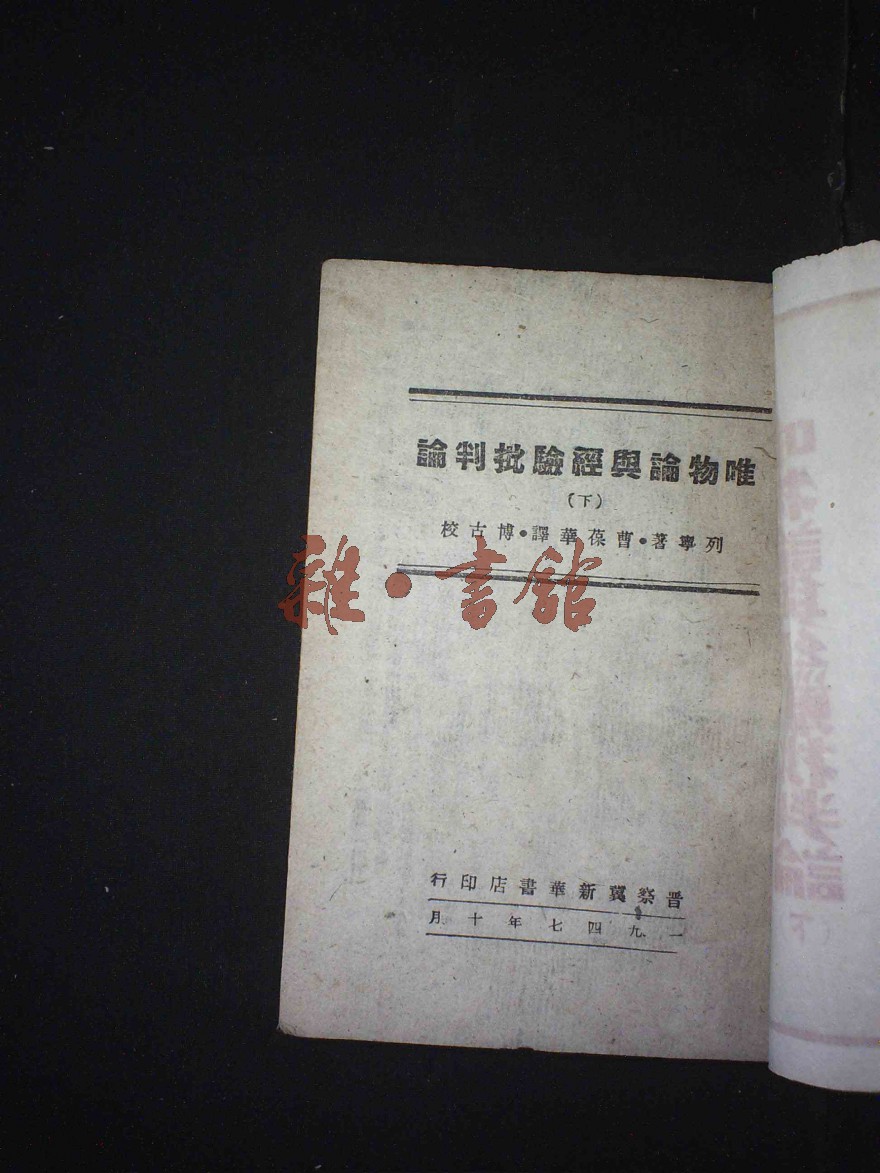 唯物論與經驗批判論
（下）
列寧著•曹葆華譯•博古校
雜•書館
晋察冀新華書店印行
一九四七年十月